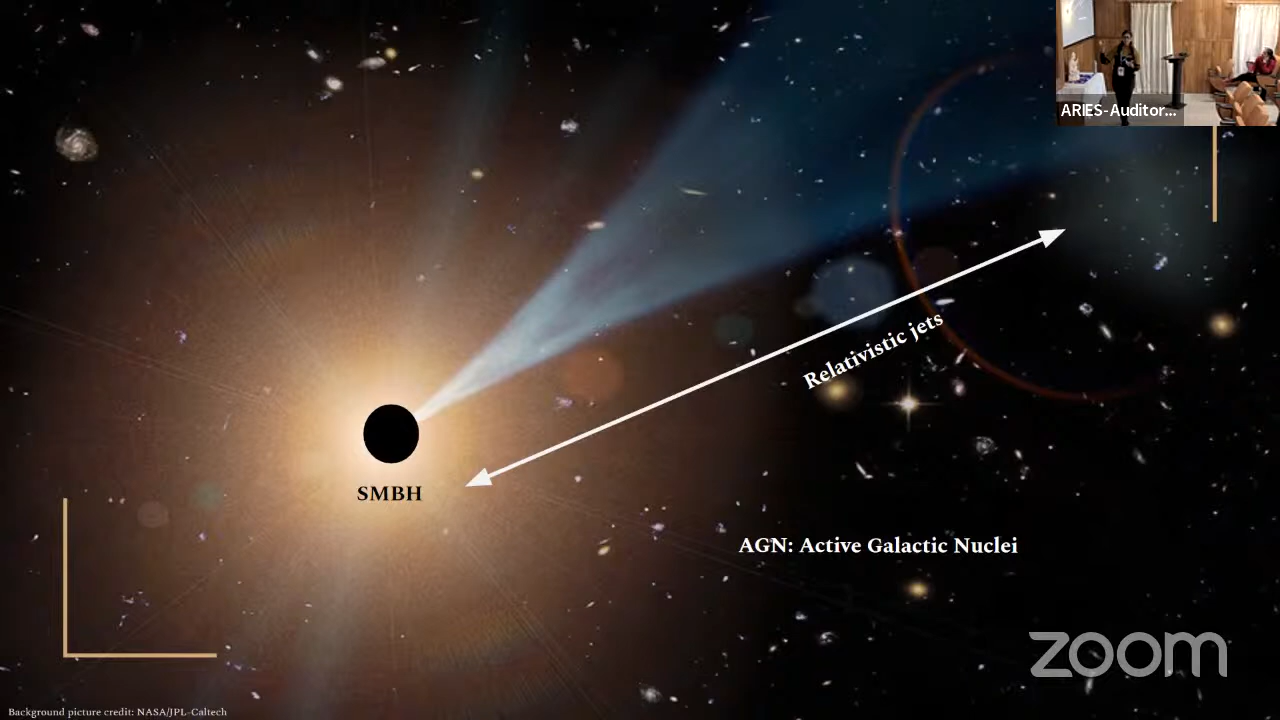 ARIES-Auditor...
Relativistic jets
SMBH
AGN: Active Galactic Nuclei
zoom
Background picture credit: NASA/JPL-Caltech